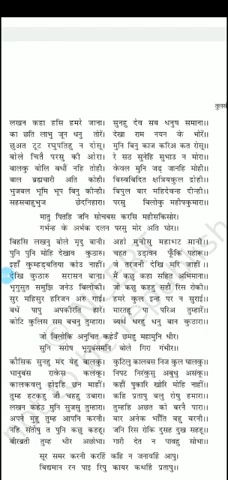 तुलसी
लखन कहा हसि हमरे जाना। सुनहु देव सब धनुष समाना।।
का छति लाभु जून धनु तोरें। देखा राम नयन के भोरें।।
छुअत टूट रघुपतिहु न दोसू। मुनि बिनु काज करिअ कत रोसू।।
बोले चितै परसु की ओरा। रे सठ सुनेहि सुभाउ न मोरा।।
बालकु बोलि बधौं नहि तोही। केवल मुनि जड़ जानहि मोही।।
बाल ब्रह्मचारी अति कोही। बिस्वबिदित क्षत्रियकुल द्रोही।।
भुजबल भूमि भूप बिनु कीन्ही। बिपुल बार महिदेवन्ह दीन्ही।।
सहसबाहुभुज छेदनिहारा। परसु बिलोकु महीपकुमारा।।
मातु पितहि जनि सोचबस करसि महीसकिसोर।
गर्भन्ह के अर्भक दलन परसु मोर अति घोर।।
बिहसि लखनु बोले मृदु बानी। अहो मुनीसु महाभट मानी।।
पुनि पुनि मोहि देखाव कुठारू। चहत उड़ावन फूँकि पहारू।।
इहाँ कुम्हड़बतिया कोउ नाहीं। जे तरजनी देखि मरि जाहीं।।
देखि कुठारु सरासन बाना। मैं कछु कहा सहित अभिमाना।।
भृगुसुत समुझि जनेउ बिलोकी। जो कछु कहहु सहौं रिस रोकी।।
सुर महिसुर हरिजन अरु गाई। हमरे कुल इन्ह पर न सुराई।।
बधें पापु अपकीरति हारें। मारतहू पा परिअ तुम्हारें।।
कोटि कुलिस सम बचनु तुम्हारा। ब्यर्थ धरहु धनु बान कुठारा।।
जो बिलोकि अनुचित कहेउँ छमहु महामुनि धीर।
सुनि सरोष भृगुबंसमनि बोले गिरा गंभीर।।
कौसिक सुनहु मंद येहु बालकु। कुटिलु कालबस निज कुल घालकु।।
भानुबंस राकेस कलंकू। निपट निरंकुसु अबुधु असंकू।।
कालकवलु होइहि छन माहीं। कहौं पुकारि खोरि मोहि नाहीं।।
तुम्ह हटकहु जौ चहहु उबारा। कहि प्रतापु बलु रोषु हमारा।।
लखन कहेउ मुनि सुजसु तुम्हारा। तुम्हहि अछत को बरनै पारा।।
अपने मुहु तुम्ह आपनि करनी। बार अनेक भाँति बहु बरनी।।
नहि संतोषु त पुनि कछु कहहू। जनि रिस रोकि दुसह दुख सहहू।।
बीरब्रती तुम्ह धीर अछोभा। गारी देत न पावहु सोभा।।
सूर समर करनी करहिं कहि न जनावहिं आपु।
बिद्यमान रन पाइ रिपु कायर कथहिं प्रतापु।।